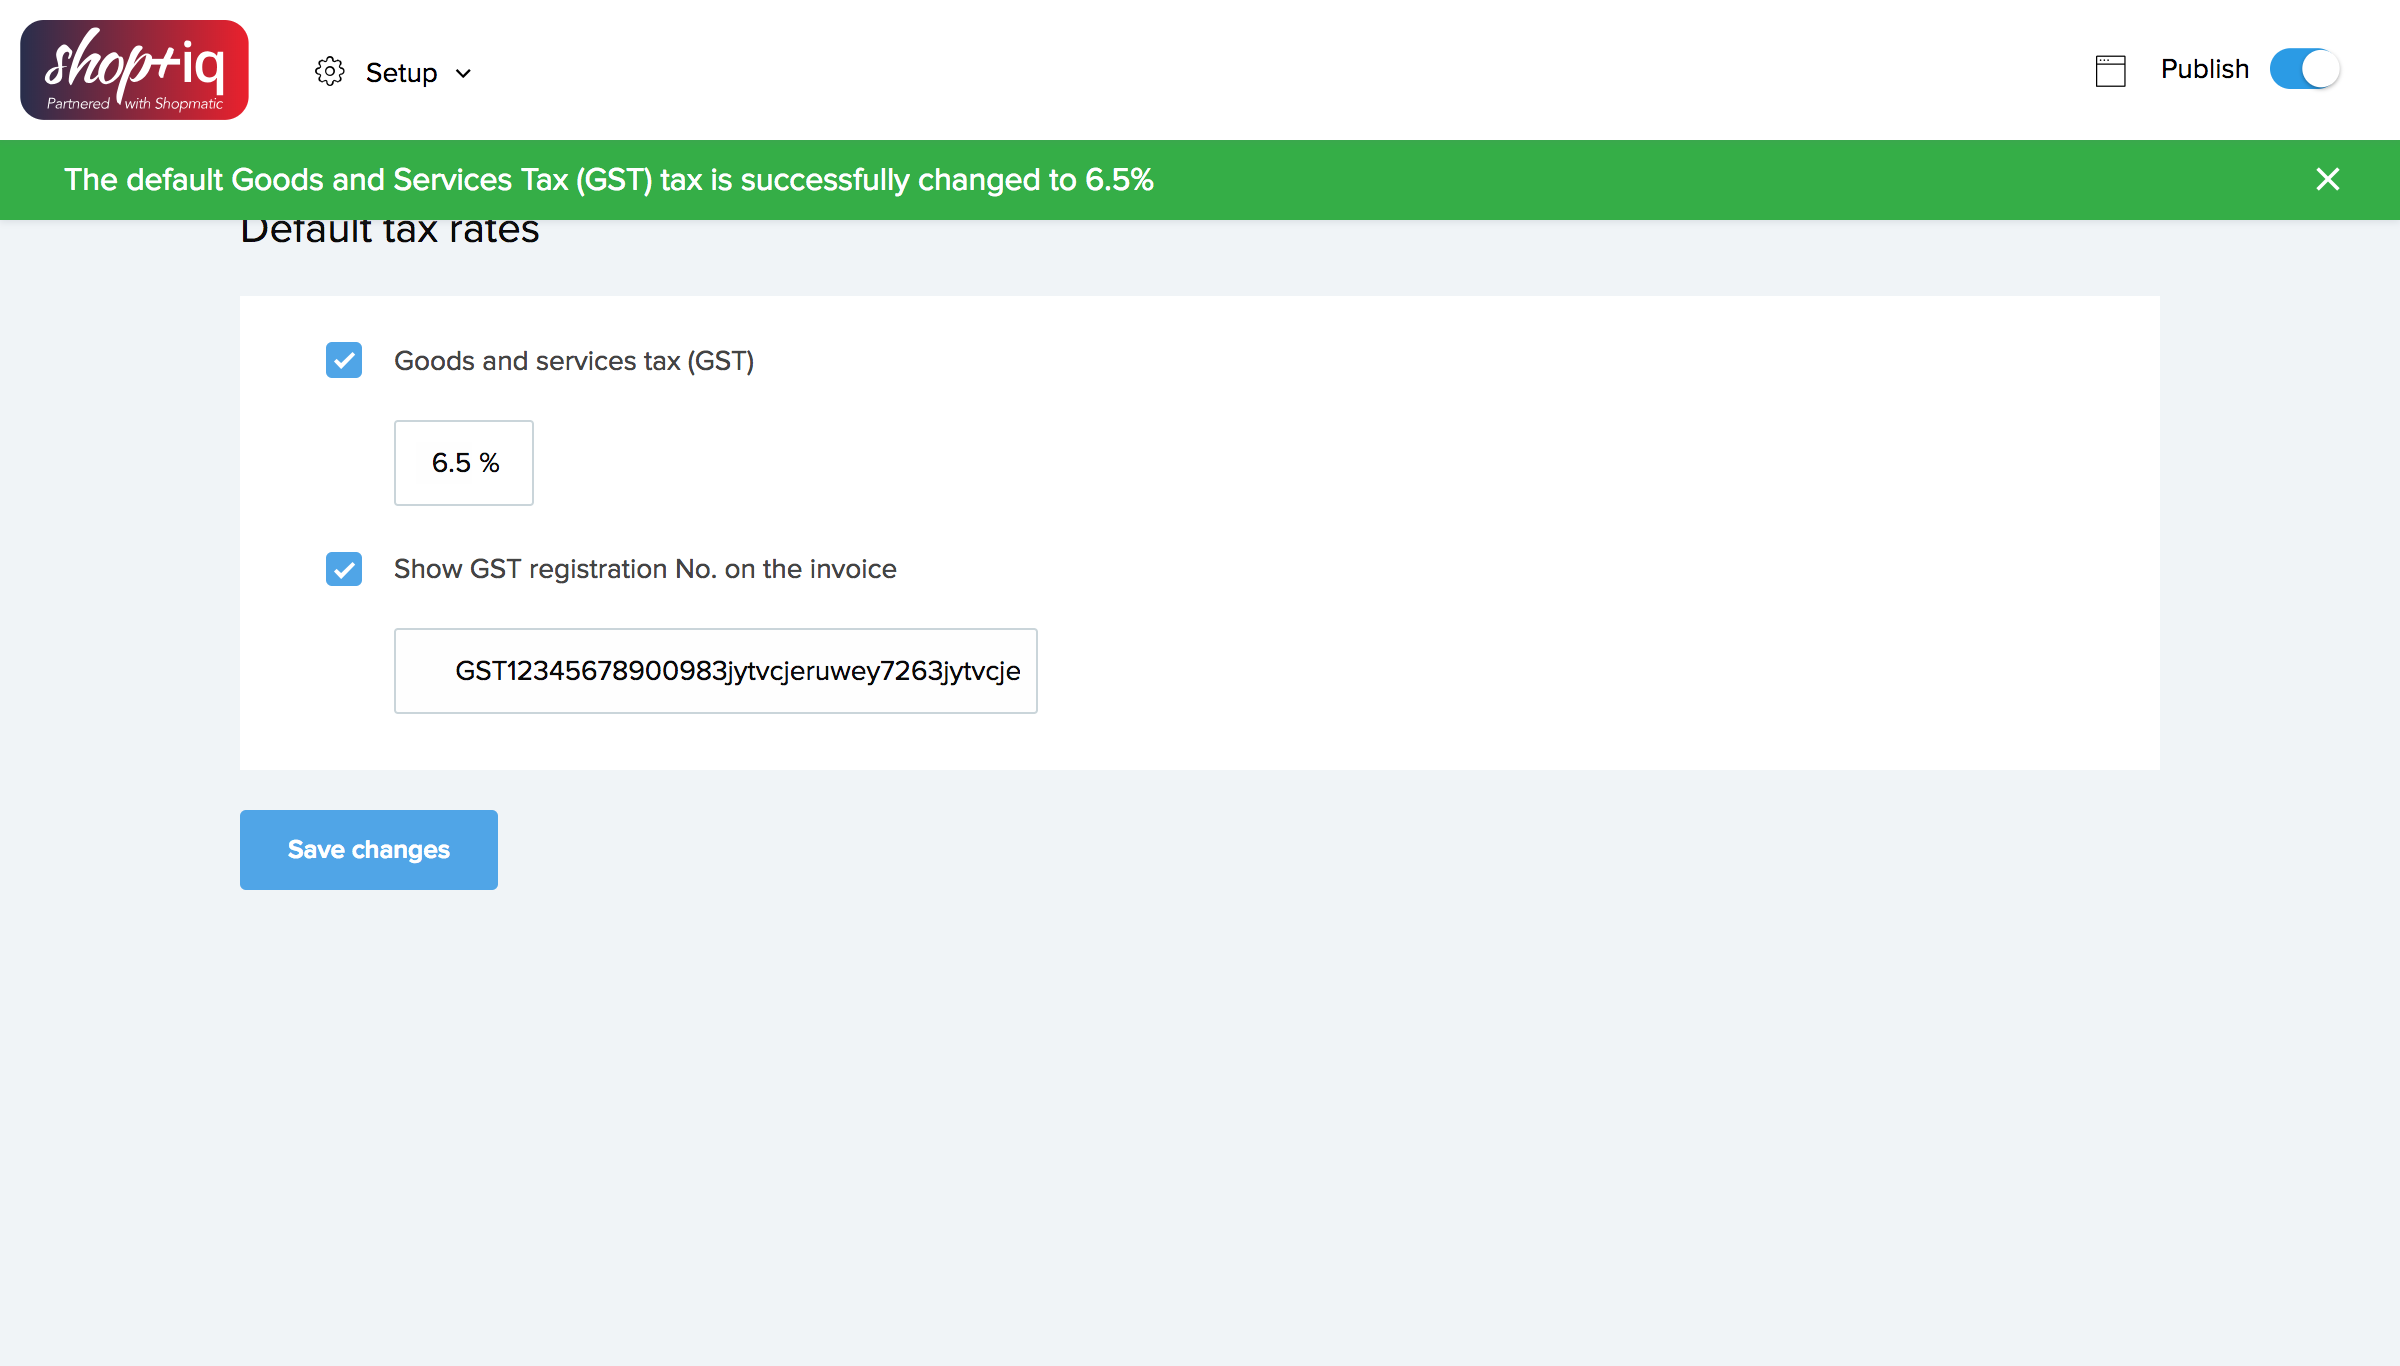 shop+iq
Partnered with Shopmatic
Setup
Publish
The default Goods and Services Tax (GST) tax is successfully changed to 6.5%
Default tax rates
Goods and services tax (GST)
6.5 %
Show GST registration No. on the invoice
GST12345678900983jytvcjeruwey7263jytvcje
Save changes